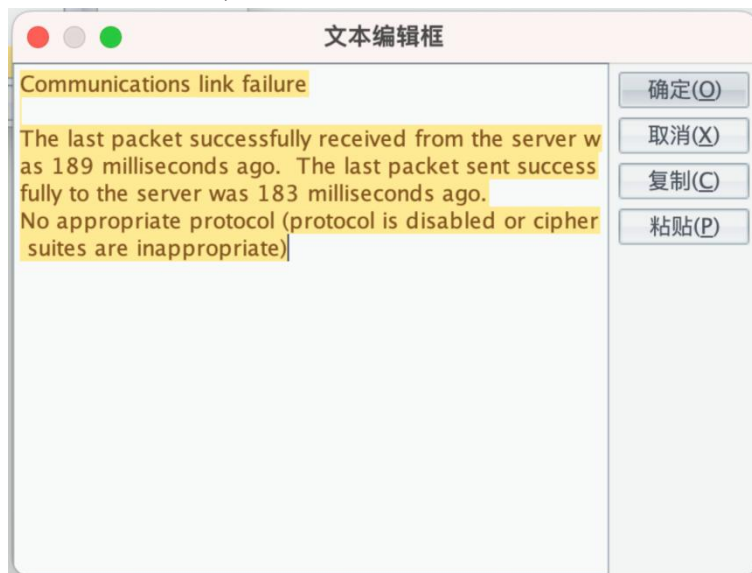 文本编辑框
Communications link failure
The last packet successfully received from the server w
as 189 milliseconds ago.  The last packet sent success
fully to the server was 183 milliseconds ago.
No appropriate protocol (protocol is disabled or cipher
suites are inappropriate)
确定(O)
取消(X)
复制(C)
粘贴(P)